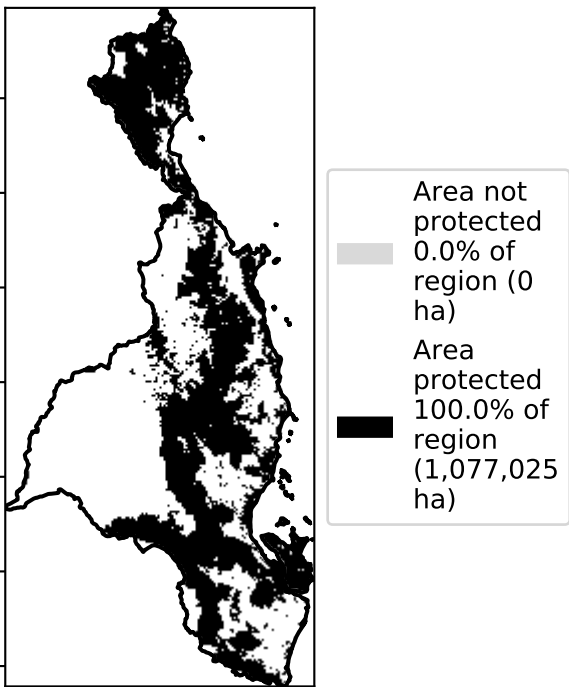 Area not
protected
0.0% of
region (0
ha)
Area
protected
100.0% of
region
(1,077,025
ha)